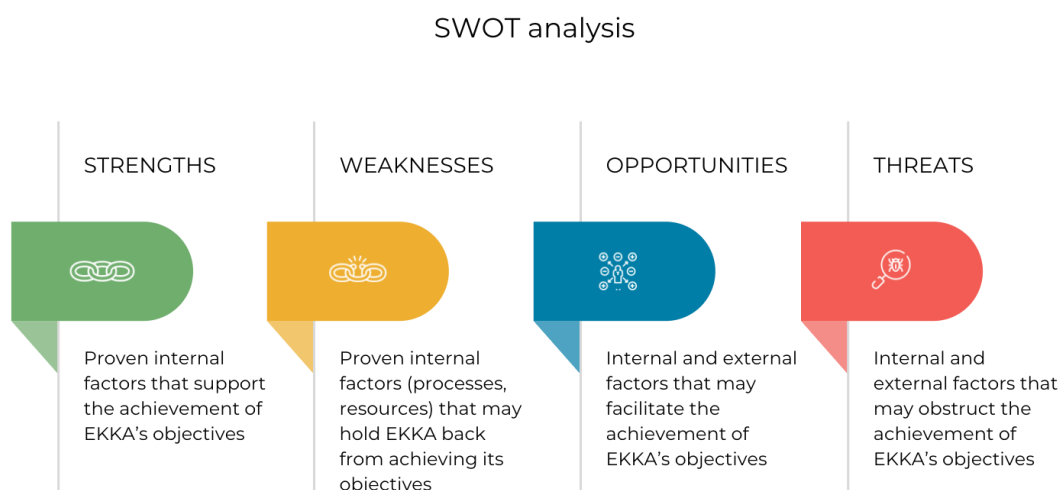 SWOT analysis
STRENGTHS
Proven internal
factors that support
the achievement of
EKKA's objectives
WEAKNESSES
Proven internal
factors (processes,
resources) that may
hold EKKA back
from achieving its
objectives
OPPORTUNITIES
Internal and external
factors that may
facilitate the
achievement of
EKKA's objectives
THREATS
Internal and
external factors that
may obstruct the
achievement of
EKKA's objectives